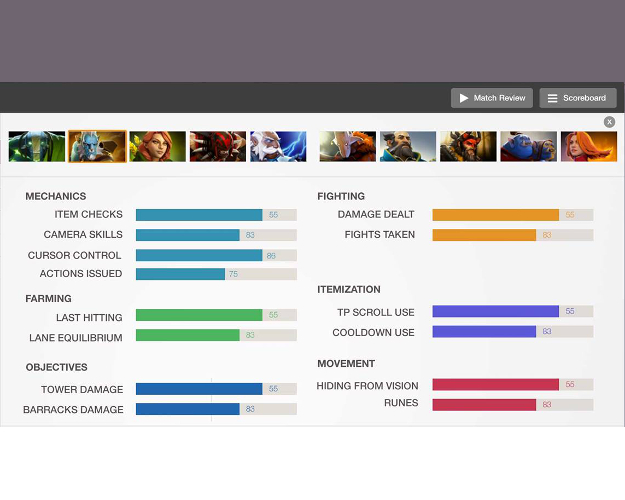 Match Review
Scoreboard
X
MECHANICS
ITEM CHECKS 55
CAMERA SKILLS 83
CURSOR CONTROL 86
ACTIONS ISSUED 75
FARMING
LAST HITTING 55
LANE EQUILIBRIUM 83
OBJECTIVES
TOWER DAMAGE 55
BARRACKS DAMAGE 83
FIGHTING
DAMAGE DEALT 55
FIGHTS TAKEN 83
ITEMIZATION
TP SCROLL USE 55
COOLDOWN USE 83
MOVEMENT
HIDING FROM VISION 55
RUNES 83